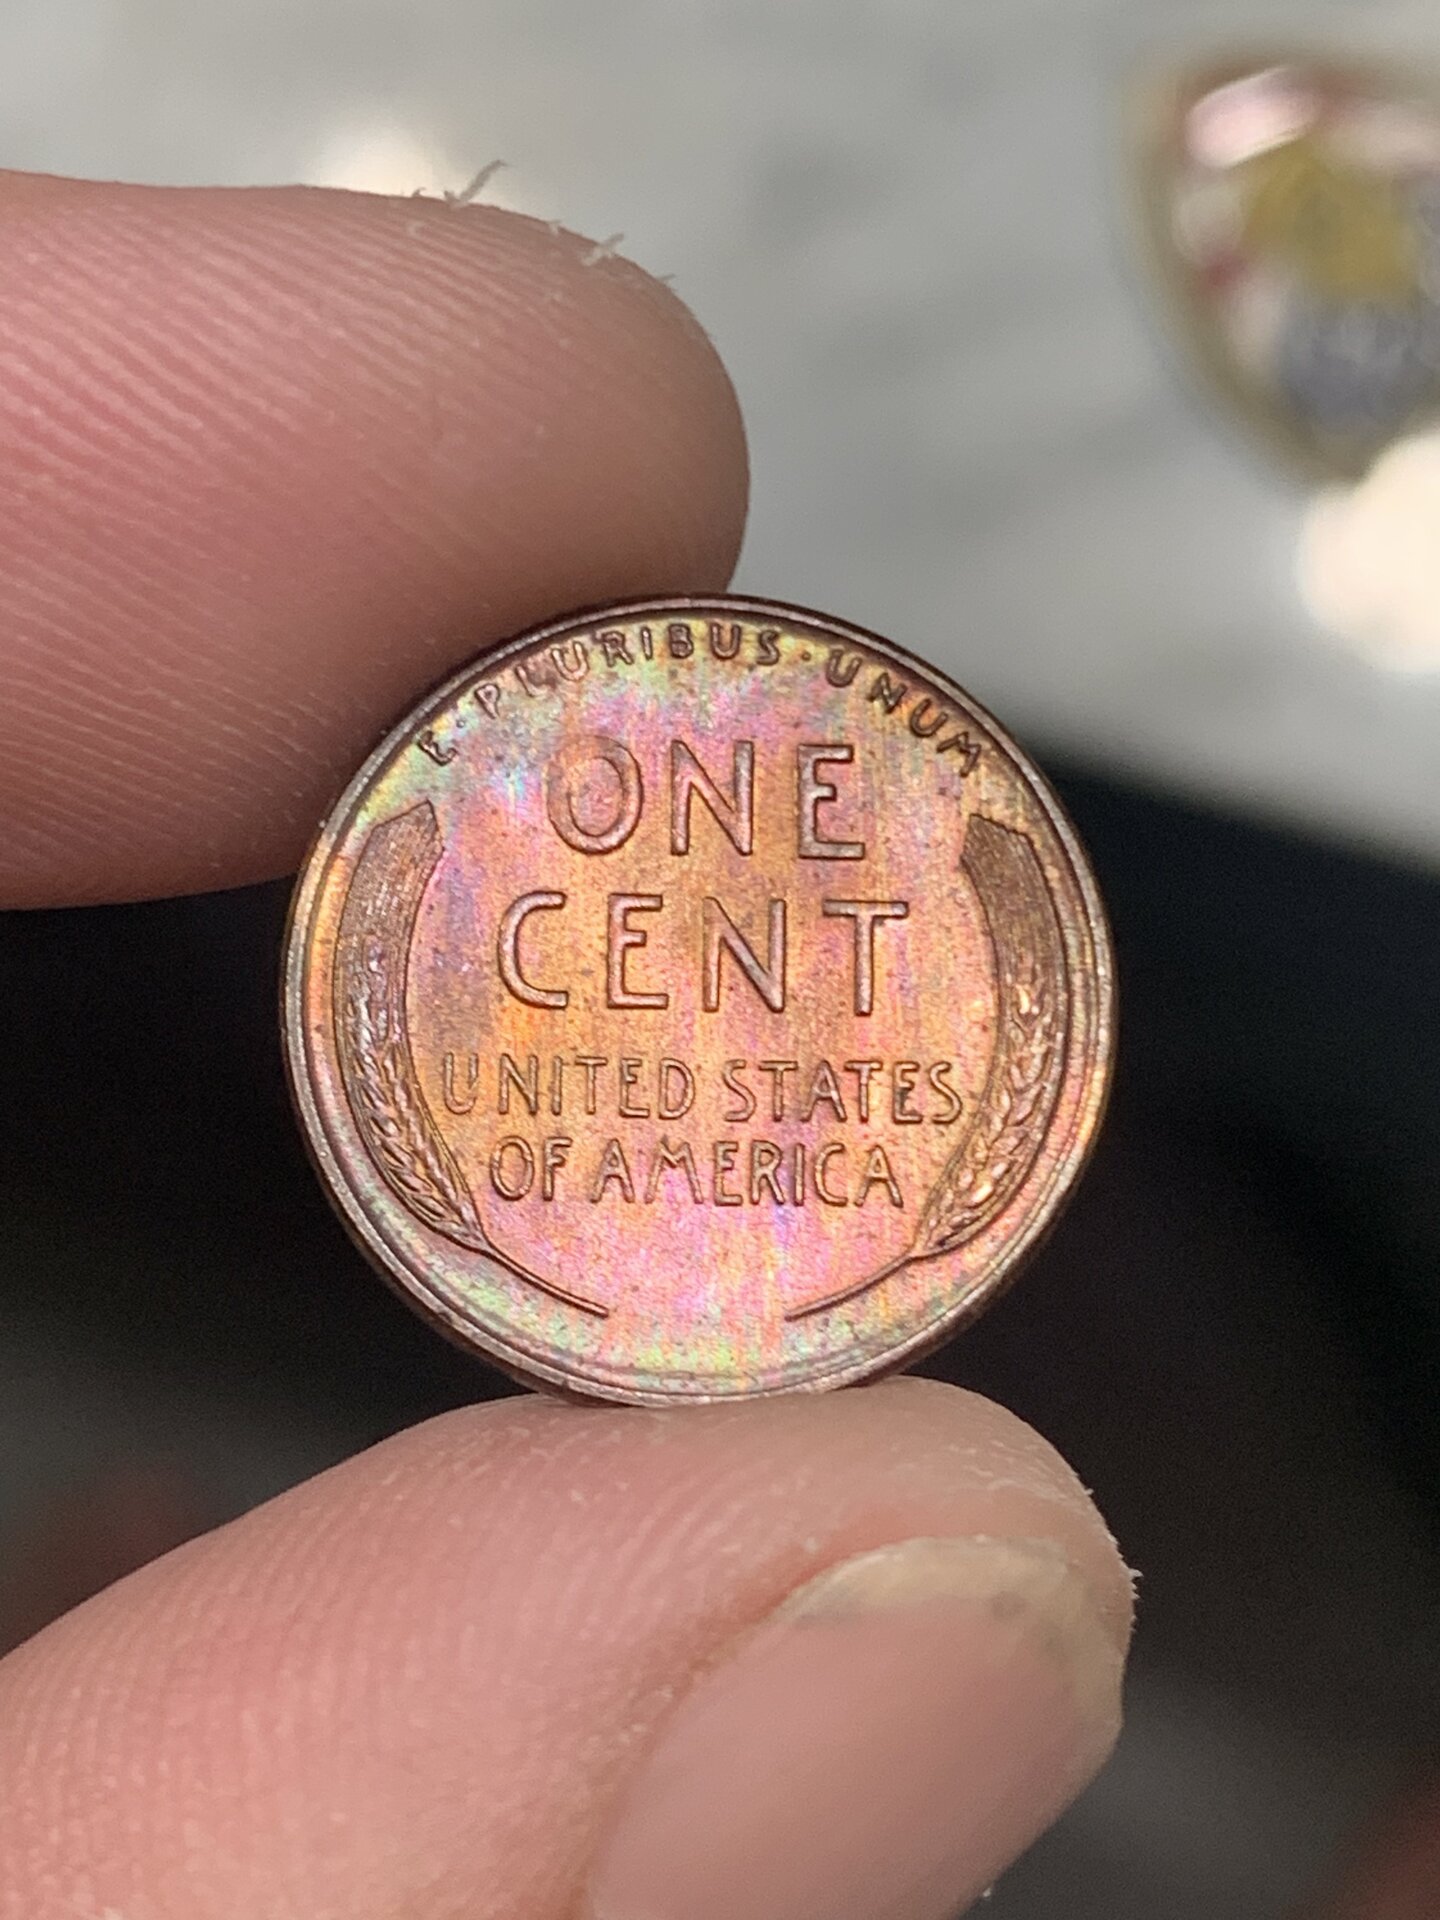 E·PLURIBUS·UNUM
ONE
CENT
UNITED STATES
OF AMERICA